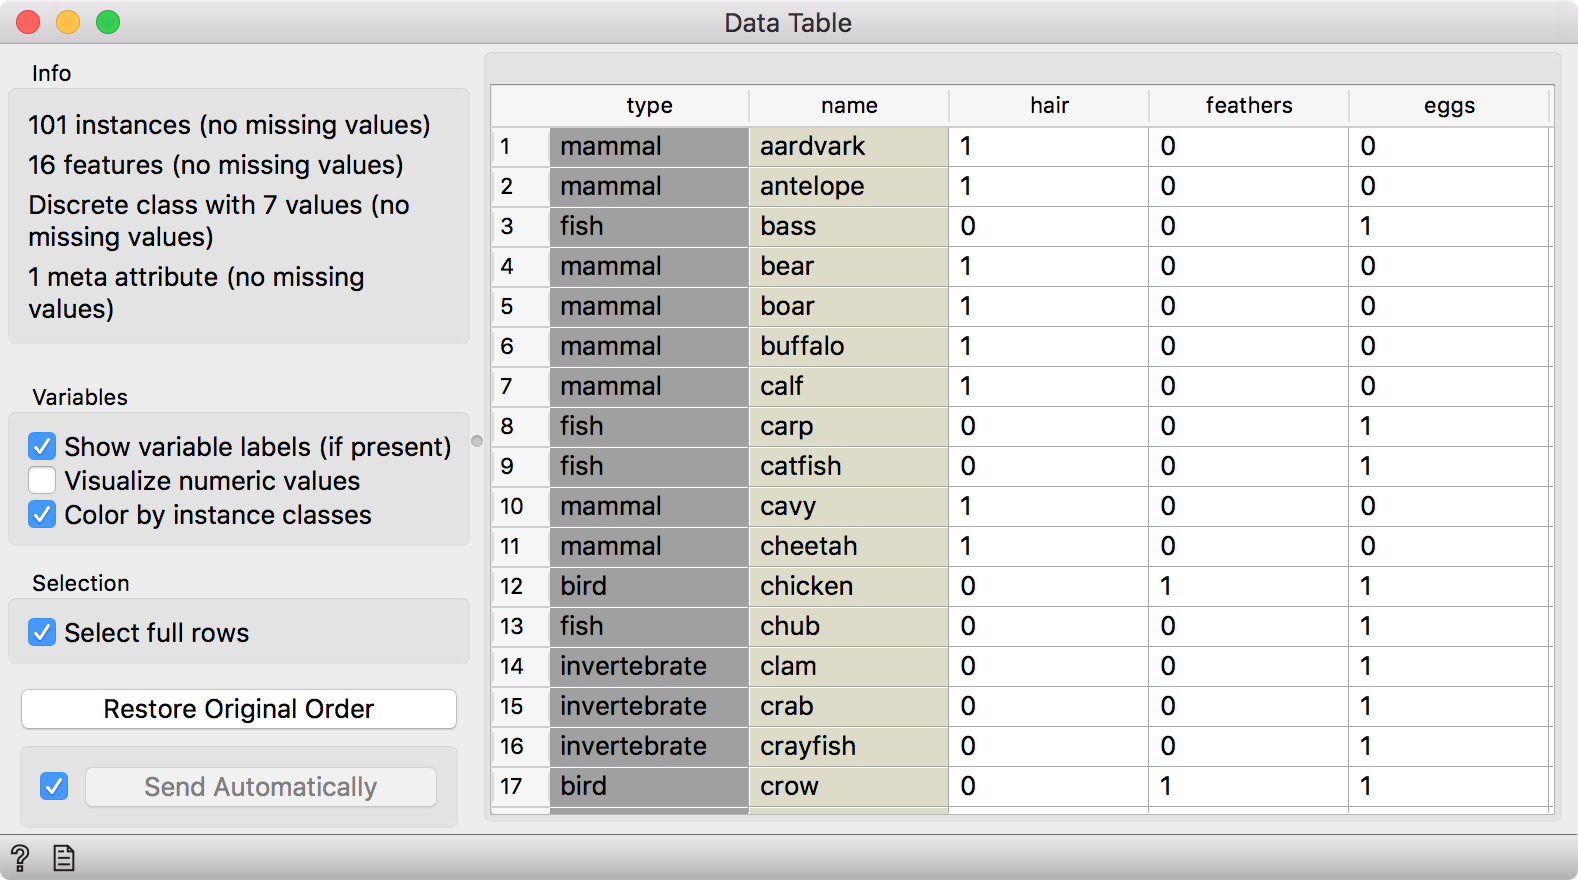 Data Table
Info
101 instances (no missing values)
16 features (no missing values)
Discrete class with 7 values (no
missing values)
1 meta attribute (no missing
values)
Variables
Show variable labels (if present)
Visualize numeric values
Color by instance classes
Selection
Select full rows
Restore Original Order
Send Automatically
type name hair feathers eggs
1 mammal aardvark 1 0 0
2 mammal antelope 1 0 0
3 fish bass 0 0 1
4 mammal bear 1 0 0
5 mammal boar 1 0 0
6 mammal buffalo 1 0 0
7 mammal calf 1 0 0
8 fish carp 0 0 1
9 fish catfish 0 0 1
10 mammal cavy 1 0 0
11 mammal cheetah 1 0 0
12 bird chicken 0 1 1
13 fish chub 0 0 1
14 invertebrate clam 0 0 1
15 invertebrate crab 0 0 1
16 invertebrate crayfish 0 0 1
17 bird crow 0 1 1
?